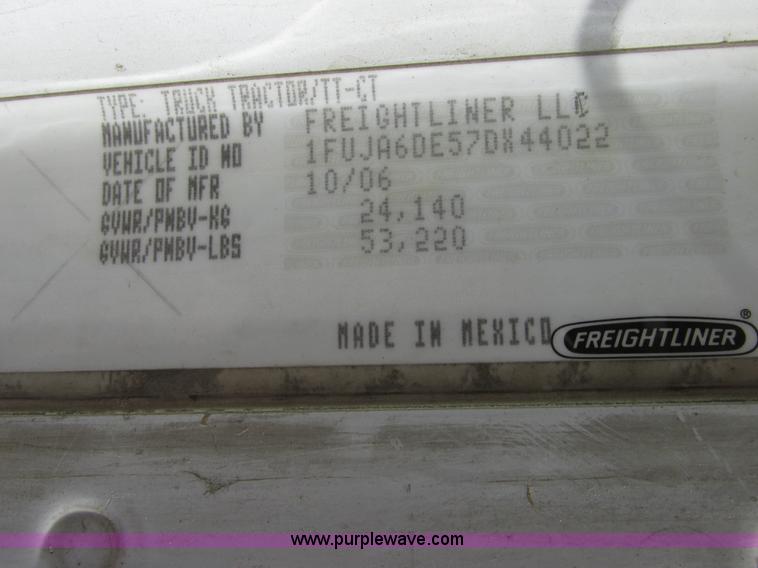 TYPE: TRUCK TRACTOR/TT-CT
MANUFACTURED BY FREIGHTLINER LLC
VEHICLE ID NO 1FUJA6DE57DX44022
DATE OF MFR 10/06
GVWR/PNBV-KG 24,140
GVWR/PNBV-LBS 53,220
MADE IN MEXICO FREIGHTLINER®
www.purplewave.com